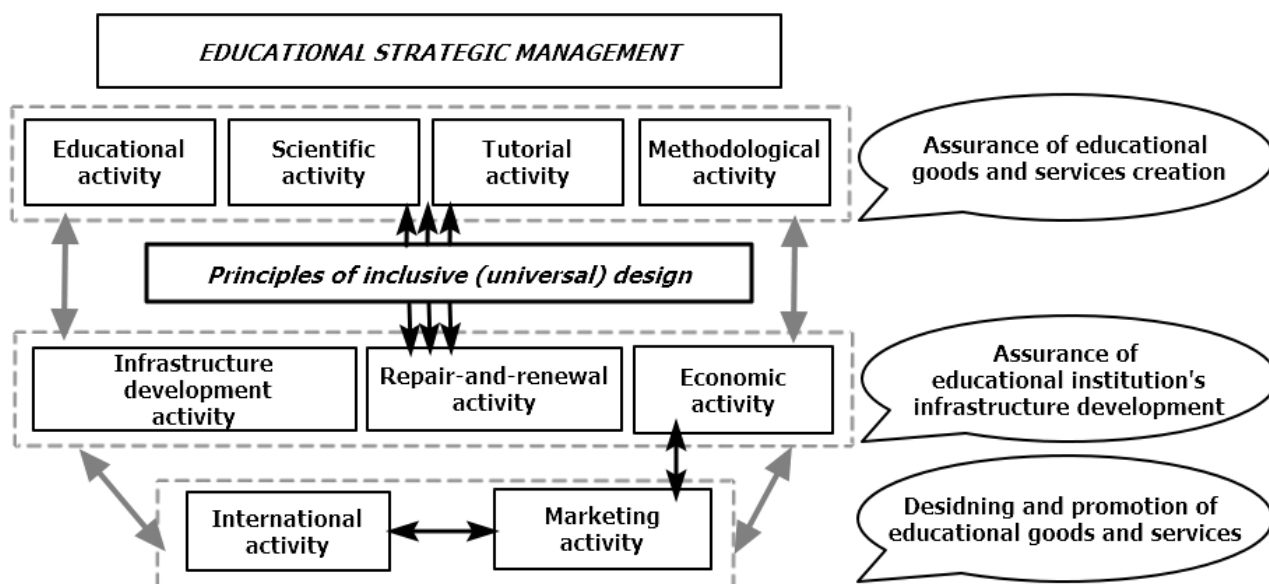 EDUCATIONAL STRATEGIC MANAGEMENT
Educational
activity
Scientific
activity
Tutorial
activity
Methodological
activity
Assurance of educational
goods and services creation
Principles of inclusive (universal) design
Infrastructure
development
activity
Repair-and-renewal
activity
Economic
activity
Assurance of
educational institution's
infrastructure development
International
activity
Marketing
activity
Desidning and promotion of
educational goods and services